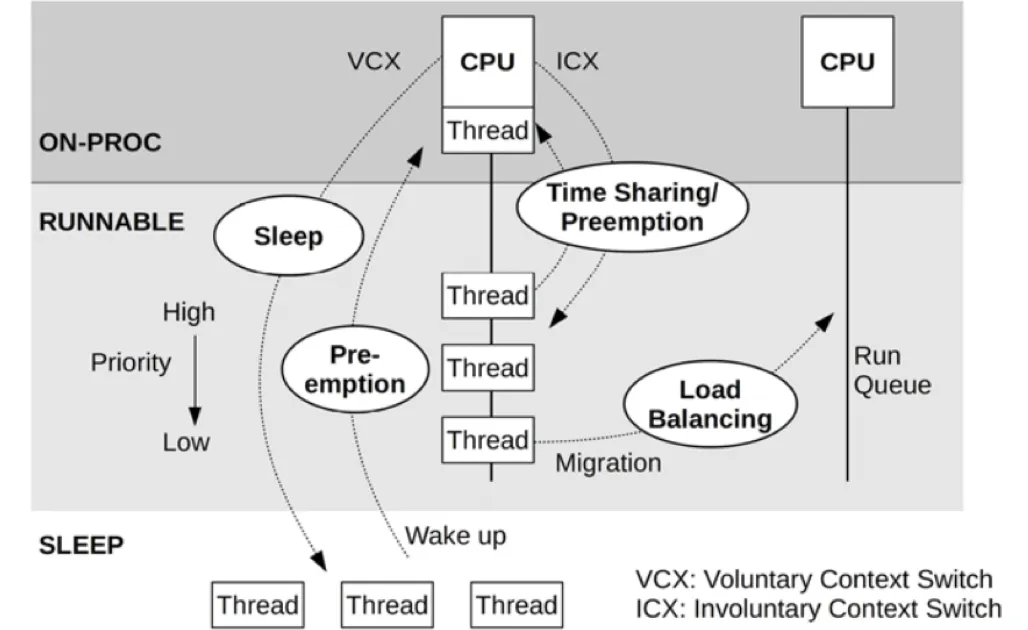 VCX
CPU
ICX
CPU
Thread
ON-PROC
Time Sharing/
Preemption
RUNNABLE
Sleep
Thread
High
Priority
Low
Pre-
emption
Thread
Run
Queue
Load
Balancing
Thread
Migration
Wake up
SLEEP
Thread
Thread
Thread
VCX: Voluntary Context Switch
ICX: Involuntary Context Switch